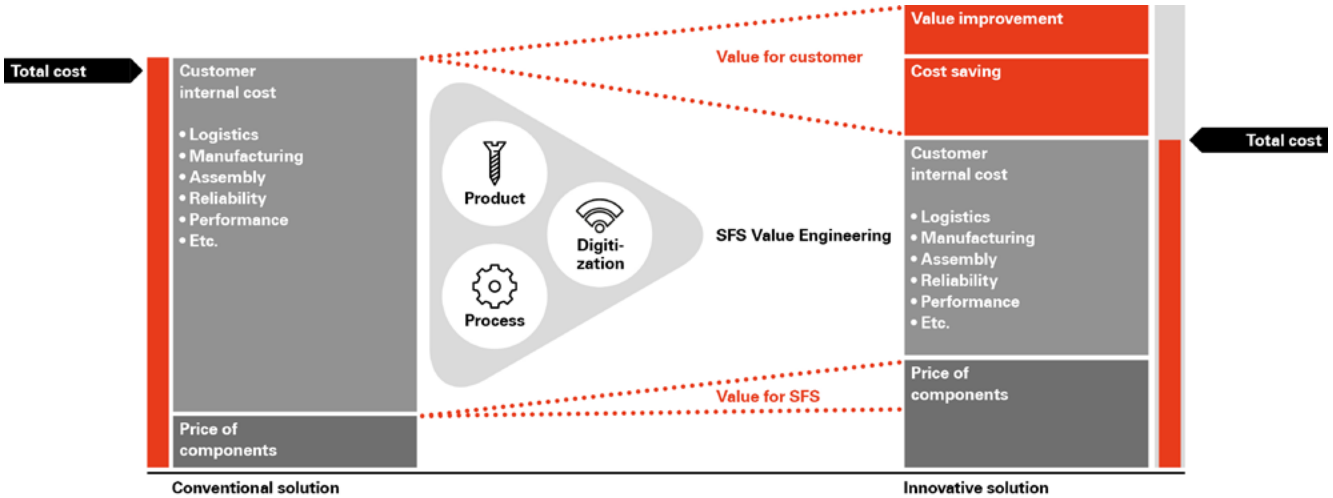 Total cost
Customer
internal cost
• Logistics
• Manufacturing
• Assembly
• Reliability
• Performance
• Etc.
Price of
components
Conventional solution
Product
Process
Digiti-
zation
Value for customer
SFS Value Engineering
Value for SFS
Value improvement
Cost saving
Customer
internal cost
• Logistics
• Manufacturing
• Assembly
• Reliability
• Performance
• Etc.
Price of
components
Innovative solution
Total cost